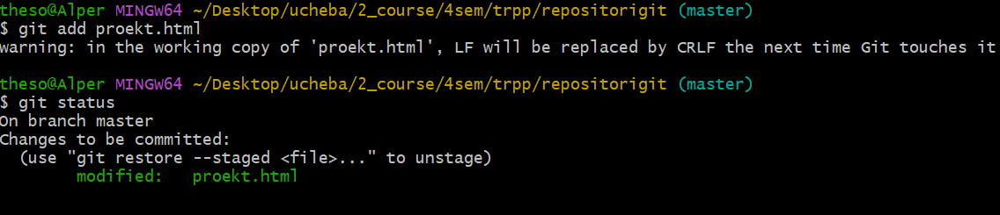 theso@Alper MINGW64 ~/Desktop/ucheba/2_course/4sem/trpp/repositorigit (master)
$ git add proekt.html
warning: in the working copy of 'proekt.html', LF will be replaced by CRLF the next time Git touches it
theso@Alper MINGW64 ~/Desktop/ucheba/2_course/4sem/trpp/repositorigit (master)
$ git status
On branch master
Changes to be committed:
  (use "git restore --staged <file>..." to unstage)
        modified:   proekt.html